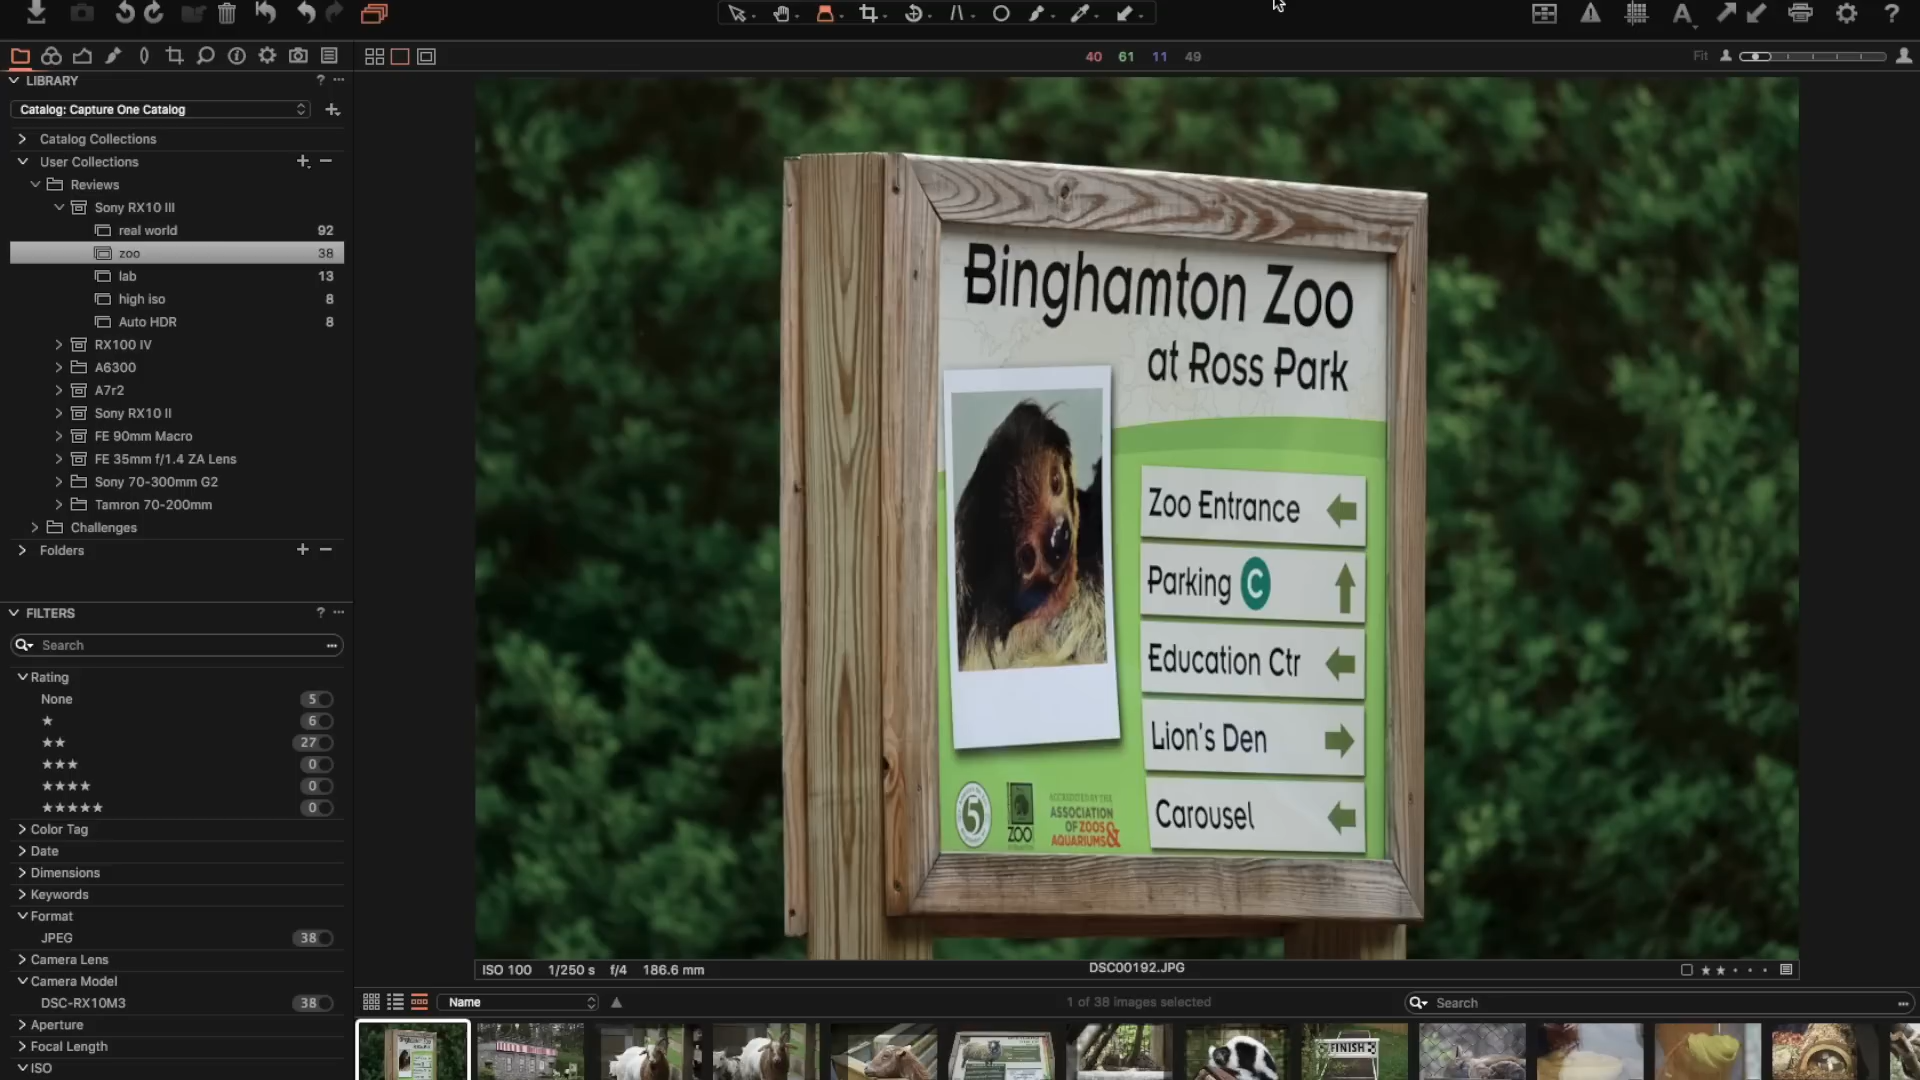 40 61 11 49
Fit
LIBRARY ? ...
Catalog: Capture One Catalog
Catalog Collections
User Collections
Reviews
Sony RX10 III
real world 92
zoo 38
lab 13
high iso 8
Auto HDR 8
RX100 IV
A6300
A7r2
Sony RX10 II
FE 90mm Macro
FE 35mm f/1.4 ZA Lens
Sony 70-300mm G2
Tamron 70-200mm
Challenges
Folders
FILTERS ? ...
Search
Rating
None 5
★ 6
★★ 27
★★★ 0
★★★★ 0
★★★★★ 0
Color Tag
Date
Dimensions
Keywords
Format
JPEG 38
Camera Lens
Camera Model
DSC-RX10M3 38
Aperture
Focal Length
ISO
Binghamton Zoo
at Ross Park
Zoo Entrance
Parking C
Education Ctr
Lion's Den
Carousel
5
ZOO
ACCREDITED BY THE
ASSOCIATION
OF ZOOS &
AQUARIUMS
ISO 100 1/250 s f/4 186.6 mm
DSC00192.JPG
Name
1 of 38 images selected
Search
Binghamton Zoo
FINISH